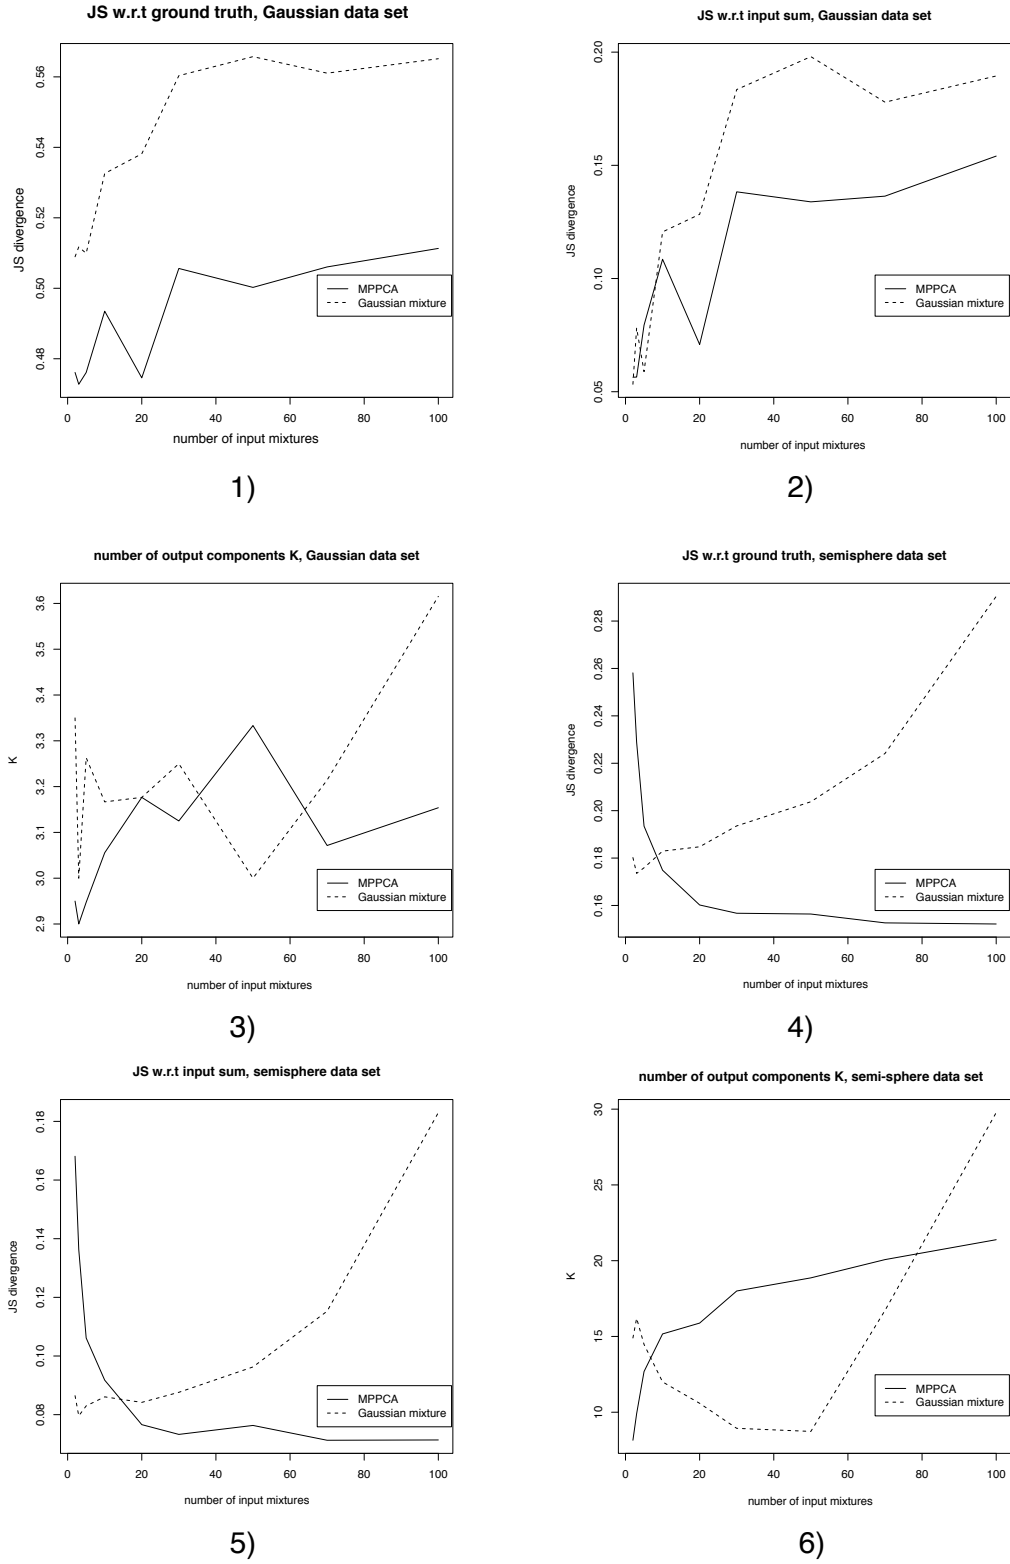 JS w.r.t ground truth, Gaussian data set
JS divergence
0.56
0.54
0.52
0.50
0.48
0 20 40 60 80 100
number of input mixtures
MPPCA
Gaussian mixture
1)
JS w.r.t input sum, Gaussian data set
JS divergence
0.20
0.15
0.10
0.05
0 20 40 60 80 100
number of input mixtures
MPPCA
Gaussian mixture
2)
number of output components K, Gaussian data set
K
3.6
3.5
3.4
3.3
3.2
3.1
3.0
2.9
0 20 40 60 80 100
number of input mixtures
MPPCA
Gaussian mixture
3)
JS w.r.t ground truth, semisphere data set
JS divergence
0.28
0.26
0.24
0.22
0.20
0.18
0.16
0 20 40 60 80 100
number of input mixtures
MPPCA
Gaussian mixture
4)
JS w.r.t input sum, semisphere data set
JS divergence
0.18
0.16
0.14
0.12
0.10
0.08
0 20 40 60 80 100
number of input mixtures
MPPCA
Gaussian mixture
5)
number of output components K, semi-sphere data set
K
30
25
20
15
10
0 20 40 60 80 100
number of input mixtures
MPPCA
Gaussian mixture
6)